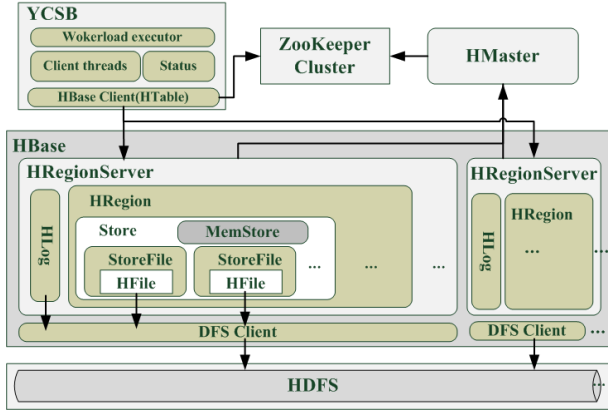 YCSB
Wokerload executor
Client threads
Status
HBase Client(HTable)
ZooKeeper
Cluster
HMaster
HBase
HRegionServer
HLog
HRegion
Store
MemStore
StoreFile
HFile
StoreFile
HFile
...
...
...
DFS Client
HRegionServer
HLog
HRegion
...
...
...
DFS Client
...
HDFS
...